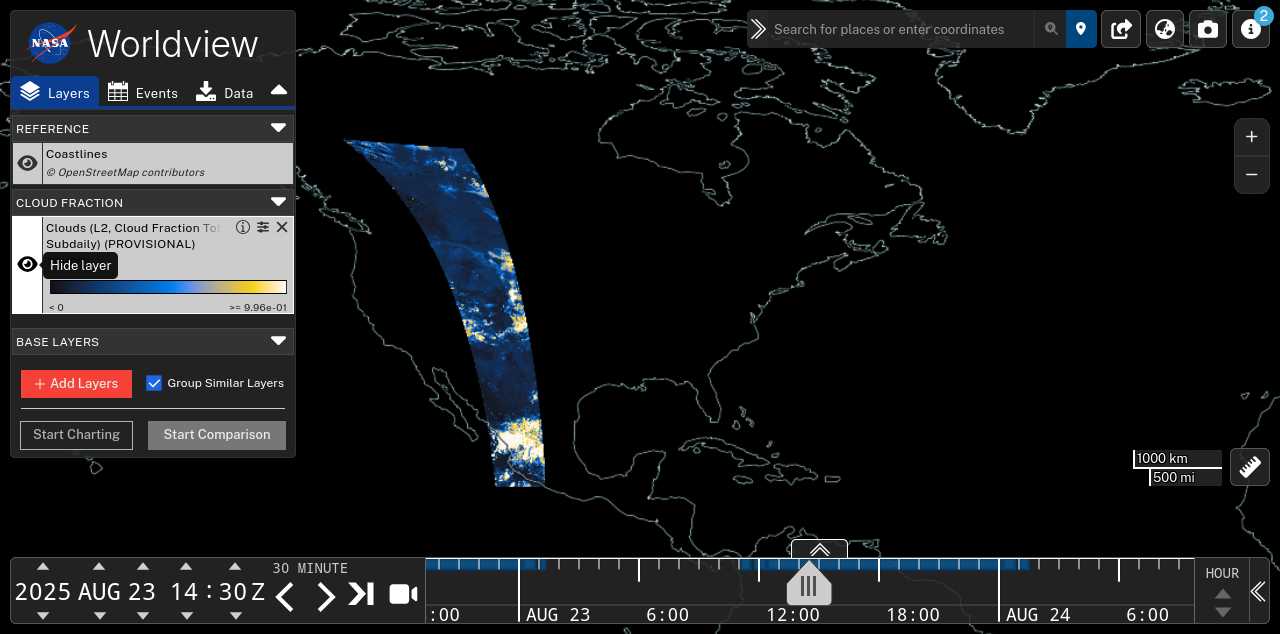 NASA Worldview
Search for places or enter coordinates
2
Layers
Events
Data
REFERENCE
Coastlines
© OpenStreetMap contributors
CLOUD FRACTION
Clouds (L2, Cloud Fraction Tot
Subdaily) (PROVISIONAL)
Hide layer
< 0
>= 9.96e-01
BASE LAYERS
+ Add Layers
Group Similar Layers
Start Charting
Start Comparison
+
−
1000 km
500 mi
2025 AUG 23 14 : 30 Z
30 MINUTE
:00
AUG 23
6:00
12:00
18:00
AUG 24
6:00
HOUR